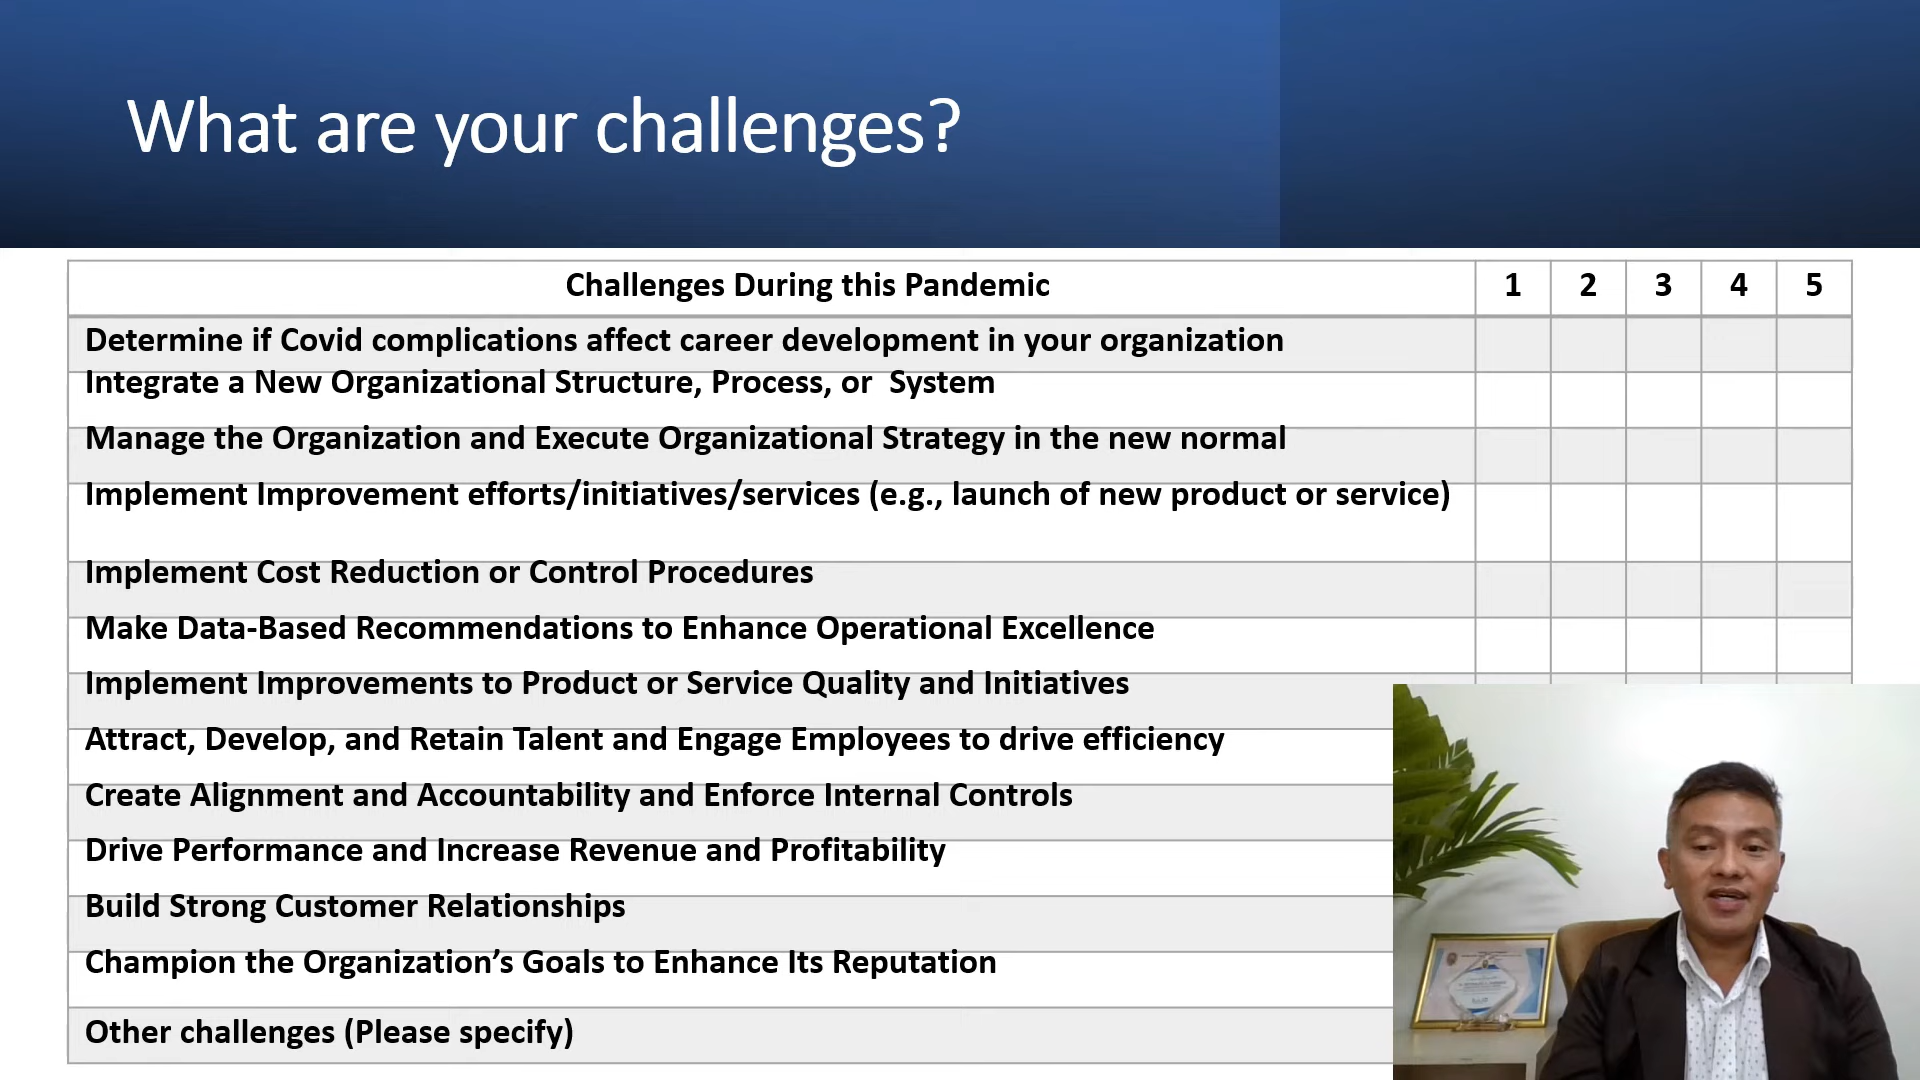 What are your challenges?
Challenges During this Pandemic 1 2 3 4 5
Determine if Covid complications affect career development in your organization
Integrate a New Organizational Structure, Process, or  System
Manage the Organization and Execute Organizational Strategy in the new normal
Implement Improvement efforts/initiatives/services (e.g., launch of new product or service)
Implement Cost Reduction or Control Procedures
Make Data-Based Recommendations to Enhance Operational Excellence
Implement Improvements to Product or Service Quality and Initiatives
Attract, Develop, and Retain Talent and Engage Employees to drive efficiency
Create Alignment and Accountability and Enforce Internal Controls
Drive Performance and Increase Revenue and Profitability
Build Strong Customer Relationships
Champion the Organization’s Goals to Enhance Its Reputation
Other challenges (Please specify)